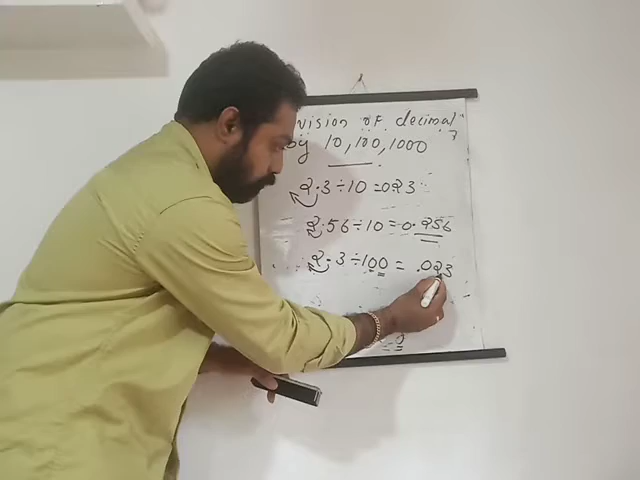 vision of decimal
by 10,100,1000
2.3÷10=0.23
2.56÷10=0.256
2.3÷100=.023